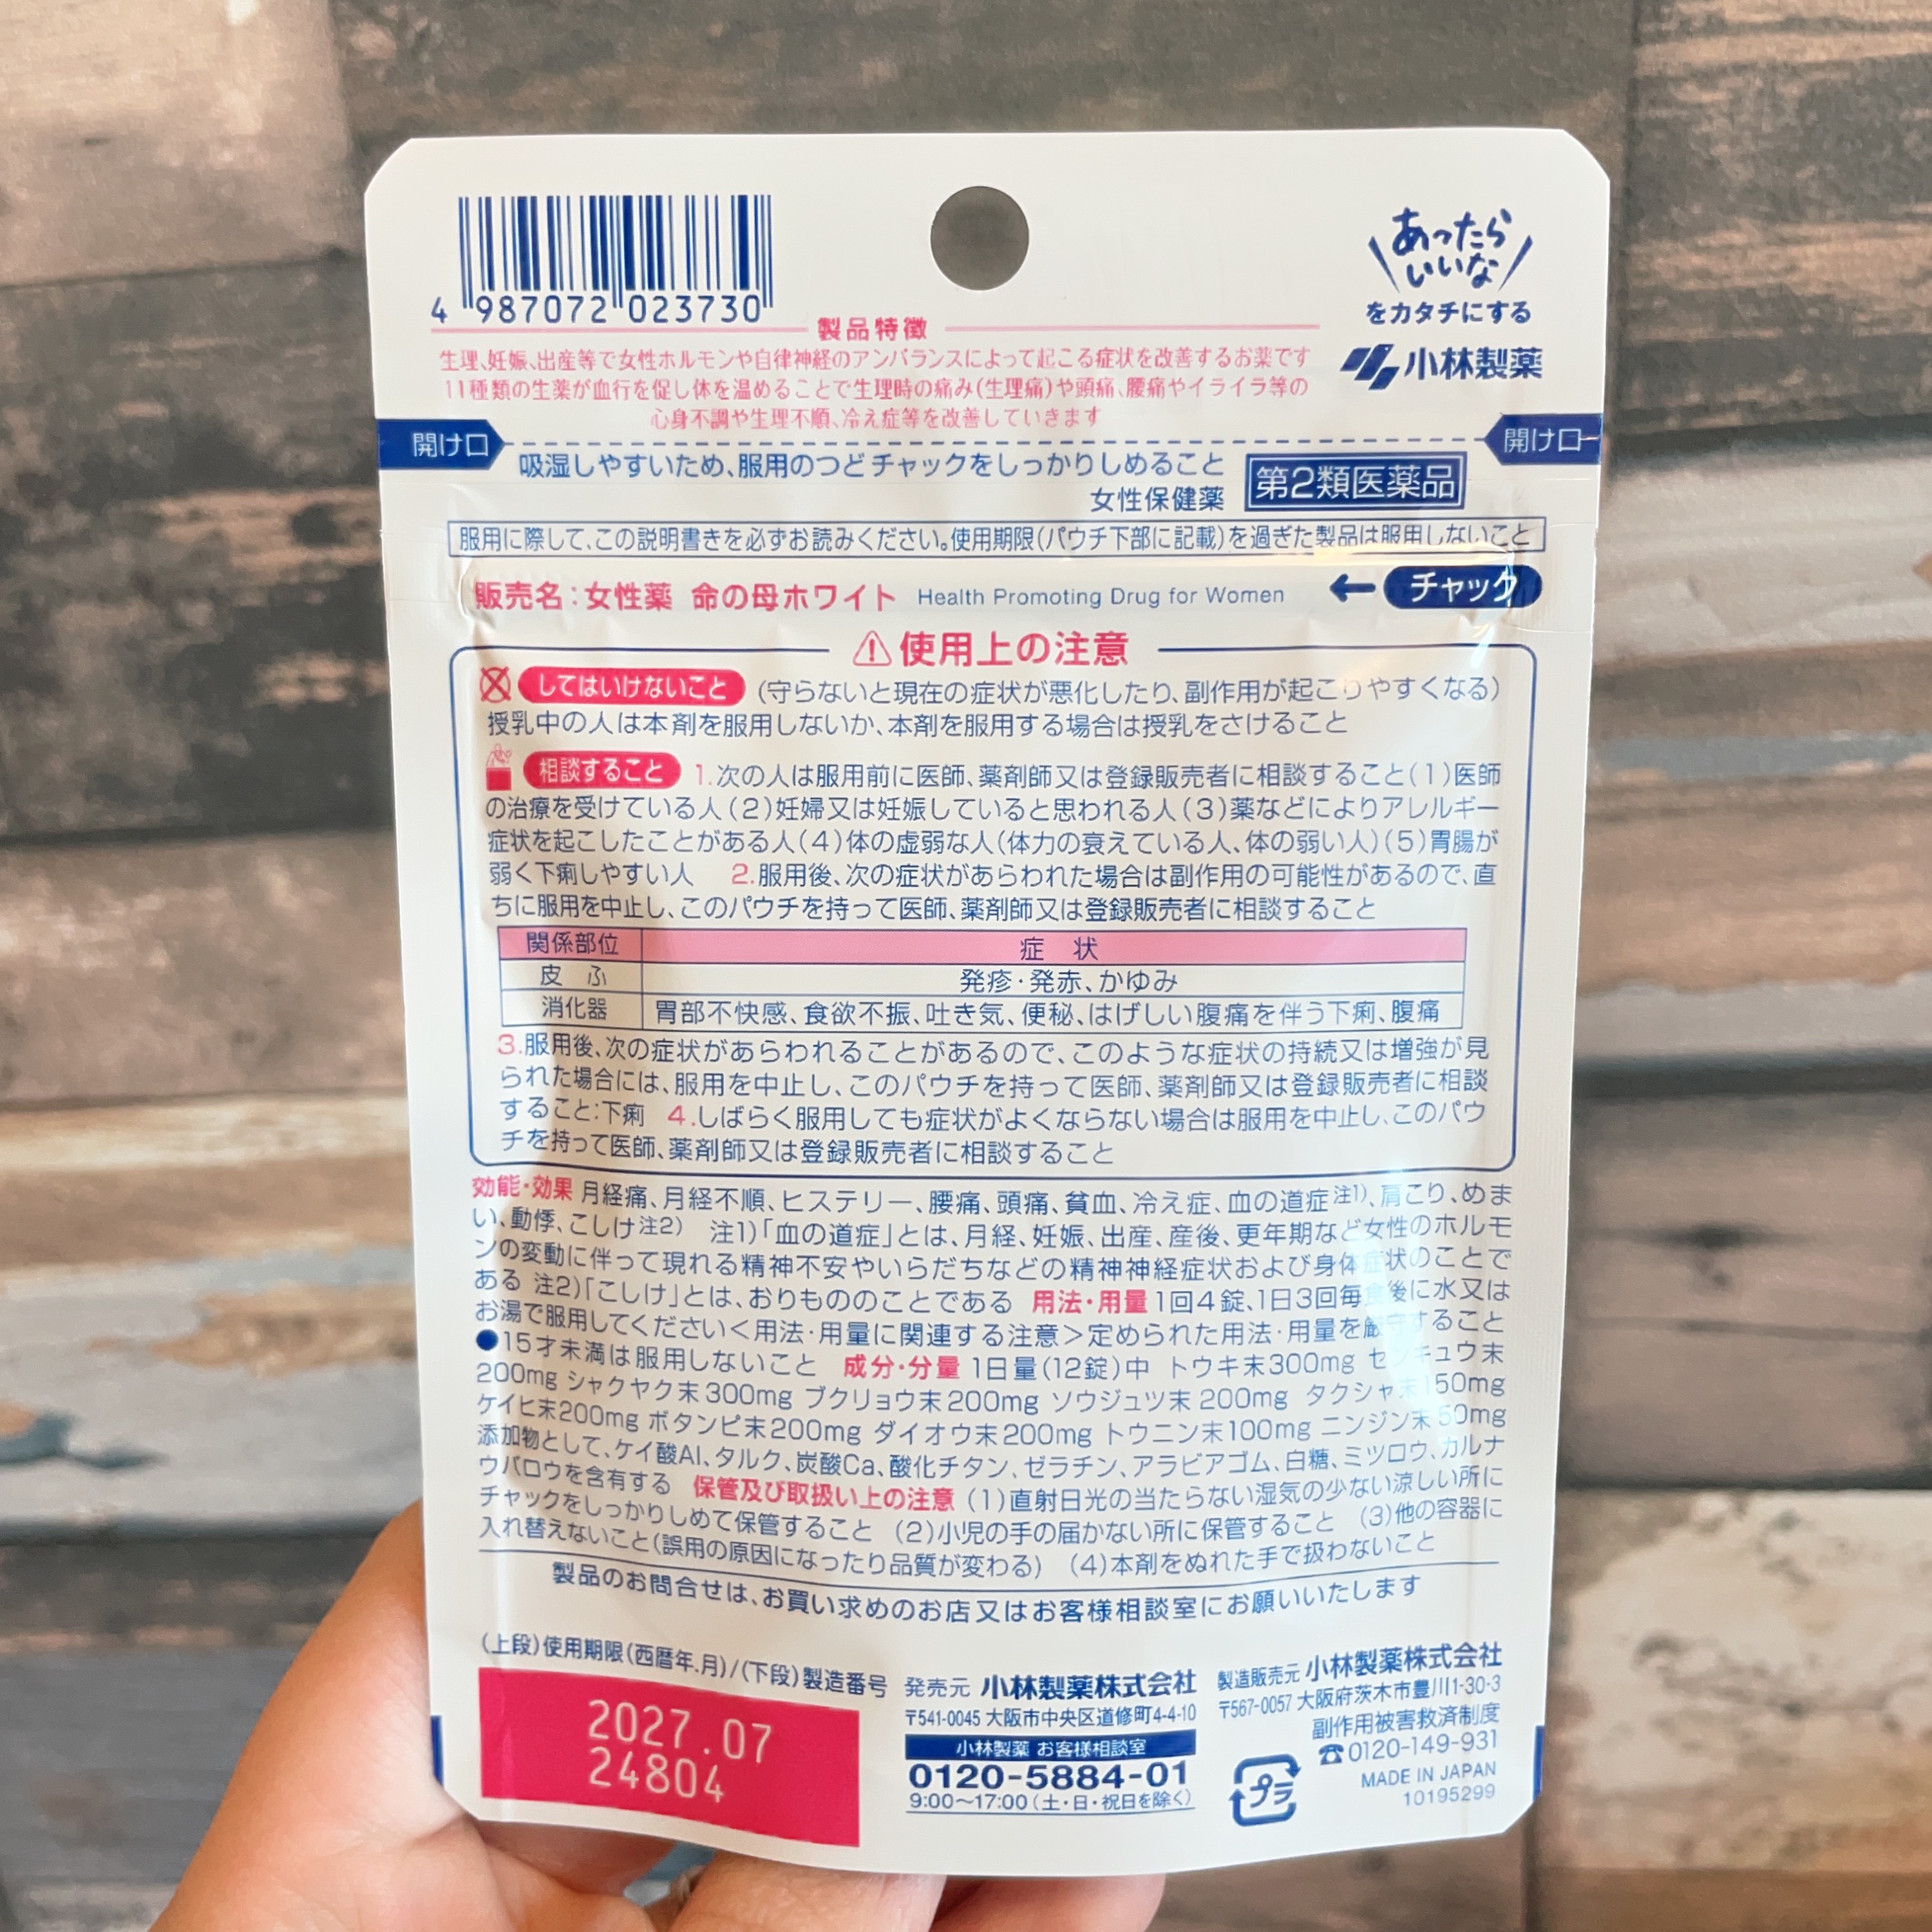 4 987072 023730
あったら
いいな
をカタチにする
小林製薬
製品特徴
生理、妊娠、出産等で女性ホルモンや自律神経のアンバランスによって起こる症状を改善するお薬です
11種類の生薬が血行を促し体を温めることで生理時の痛み(生理痛)や頭痛、腰痛やイライラ等の
心身不調や生理不順、冷え症等を改善していきます
開け口
開け口
吸湿しやすいため、服用のつどチャックをしっかりしめること
女性保健薬 第2類医薬品
服用に際して、この説明書きを必ずお読みください。使用期限(パウチ下部に記載)を過ぎた製品は服用しないこと
販売名:女性薬 命の母ホワイト Health Promoting Drug for Women ←チャック
使用上の注意
してはいけないこと (守らないと現在の症状が悪化したり、副作用が起こりやすくなる)
授乳中の人は本剤を服用しないか、本剤を服用する場合は授乳をさけること
相談すること 1.次の人は服用前に医師、薬剤師又は登録販売者に相談すること(1)医師
の治療を受けている人(2)妊婦又は妊娠していると思われる人(3)薬などによりアレルギー
症状を起こしたことがある人(4)体の虚弱な人(体力の衰えている人、体の弱い人)(5)胃腸が
弱く下痢しやすい人 2.服用後、次の症状があらわれた場合は副作用の可能性があるので、直
ちに服用を中止し、このパウチを持って医師、薬剤師又は登録販売者に相談すること
関係部位 症状
皮ふ 発疹・発赤、かゆみ
消化器 胃部不快感、食欲不振、吐き気、便秘、はげしい腹痛を伴う下痢、腹痛
3.服用後、次の症状があらわれることがあるので、このような症状の持続又は増強が見
られた場合には、服用を中止し、このパウチを持って医師、薬剤師又は登録販売者に相談
すること:下痢 4.しばらく服用しても症状がよくならない場合は服用を中止し、このパウ
チを持って医師、薬剤師又は登録販売者に相談すること
効能・効果 月経痛、月経不順、ヒステリー、腰痛、頭痛、貧血、冷え症、血の道症注1)、肩こり、めま
い、動悸、こしけ注2) 注1)「血の道症」とは、月経、妊娠、出産、産後、更年期など女性のホルモ
ンの変動に伴って現れる精神不安やいらだちなどの精神神経症状および身体症状のことで
ある 注2)「こしけ」とは、おりもののことである 用法・用量 1回4錠、1日3回毎食後に水又は
お湯で服用してください<用法・用量に関連する注意>定められた用法・用量を厳守すること
●15才未満は服用しないこと 成分・分量 1日量(12錠)中 トウキ末300mg センキュウ末
200mg シャクヤク末300mg ブクリョウ末200mg ソウジュツ末200mg タクシャ末150mg
ケイヒ末200mg ボタンピ末200mg ダイオウ末200mg トウニン末100mg ニンジン末50mg
添加物として、ケイ酸Al、タルク、炭酸Ca、酸化チタン、ゼラチン、アラビアゴム、白糖、ミツロウ、カルナ
ウバロウを含有する 保管及び取扱い上の注意 (1)直射日光の当たらない湿気の少ない涼しい所に
チャックをしっかりしめて保管すること (2)小児の手の届かない所に保管すること (3)他の容器に
入れ替えないこと(誤用の原因になったり品質が変わる) (4)本剤をぬれた手で扱わないこと
製品のお問合せは、お買い求めのお店又はお客様相談室にお願いいたします
(上段)使用期限(西暦年.月)/(下段)製造番号
2027.07
24804
発売元 小林製薬株式会社
〒541-0045 大阪市中央区道修町4-4-10
小林製薬 お客様相談室
0120-5884-01
9:00～17:00(土・日・祝日を除く)
製造販売元 小林製薬株式会社
〒567-0057 大阪府茨木市豊川1-30-3
副作用被害救済制度
☎0120-149-931
MADE IN JAPAN
10195299
プラ